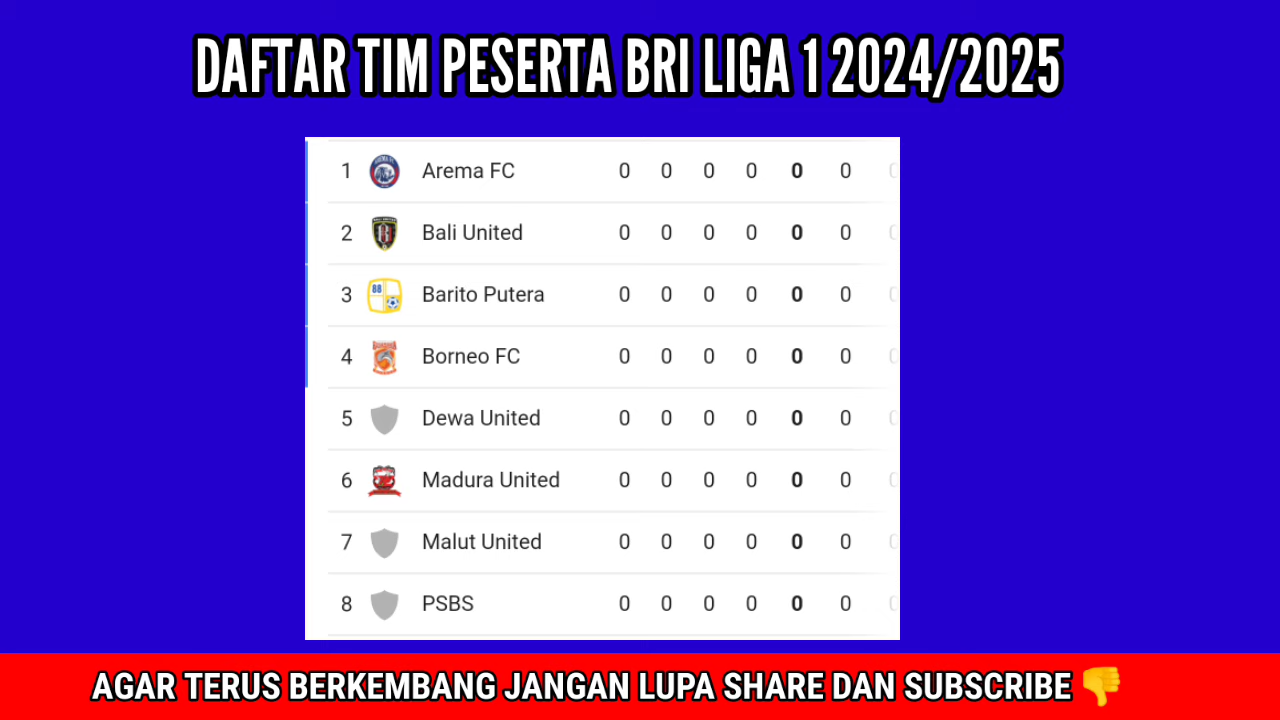 DAFTAR TIM PESERTA BRI LIGA 1 2024/2025
1 Arema FC 0 0 0 0 0 0
2 Bali United 0 0 0 0 0 0
3 88 Barito Putera 0 0 0 0 0 0
4 Borneo FC 0 0 0 0 0 0
5 Dewa United 0 0 0 0 0 0
6 Madura United 0 0 0 0 0 0
7 Malut United 0 0 0 0 0 0
8 PSBS 0 0 0 0 0 0
AGAR TERUS BERKEMBANG JANGAN LUPA SHARE DAN SUBSCRIBE 👎